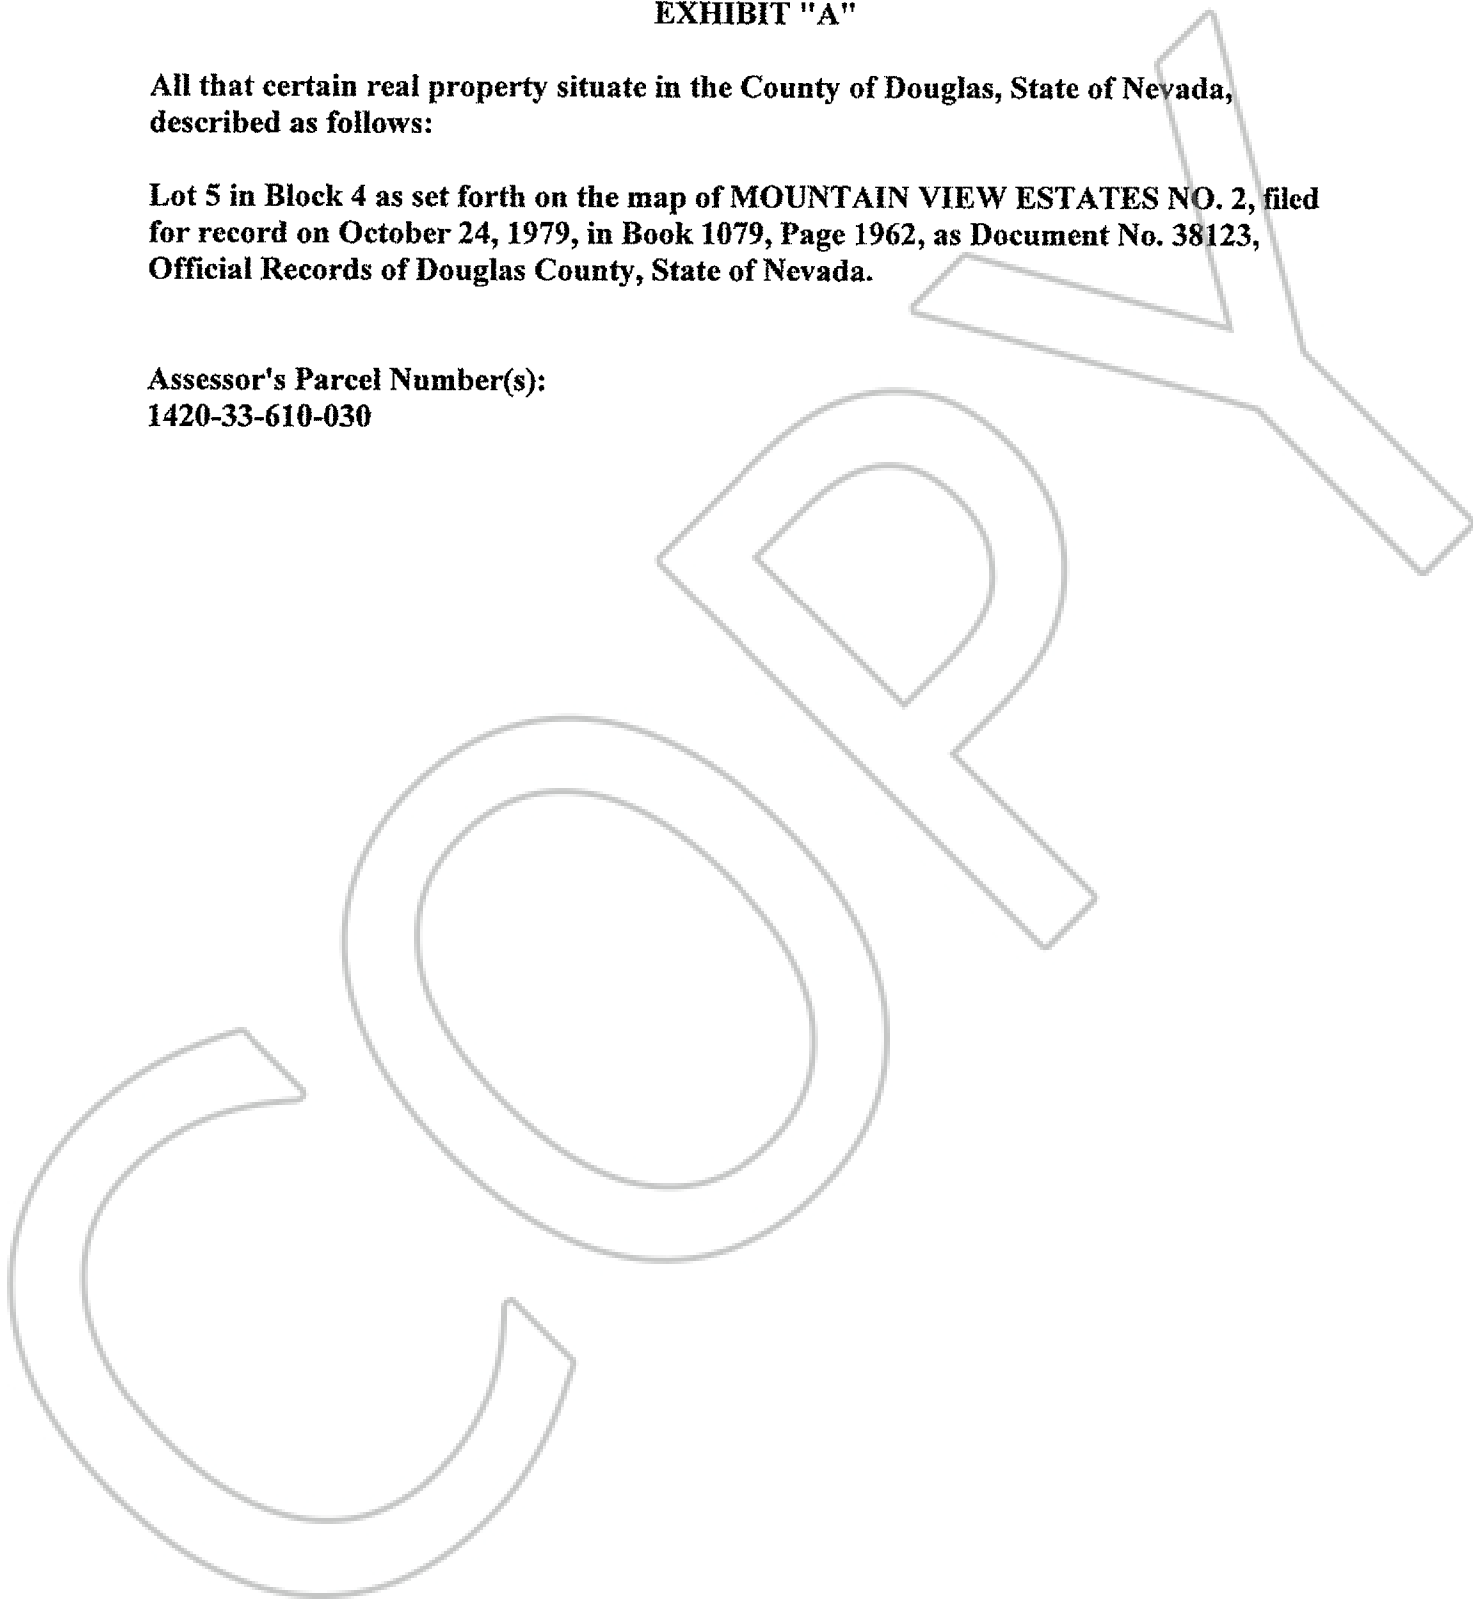 EXHIBIT "A"
All that certain real property situate in the County of Douglas, State of Nevada,
described as follows:
Lot 5 in Block 4 as set forth on the map of MOUNTAIN VIEW ESTATES NO. 2, filed
for record on October 24, 1979, in Book 1079, Page 1962, as Document No. 38123,
Official Records of Douglas County, State of Nevada.
Assessor's Parcel Number(s):
1420-33-610-030
COPY